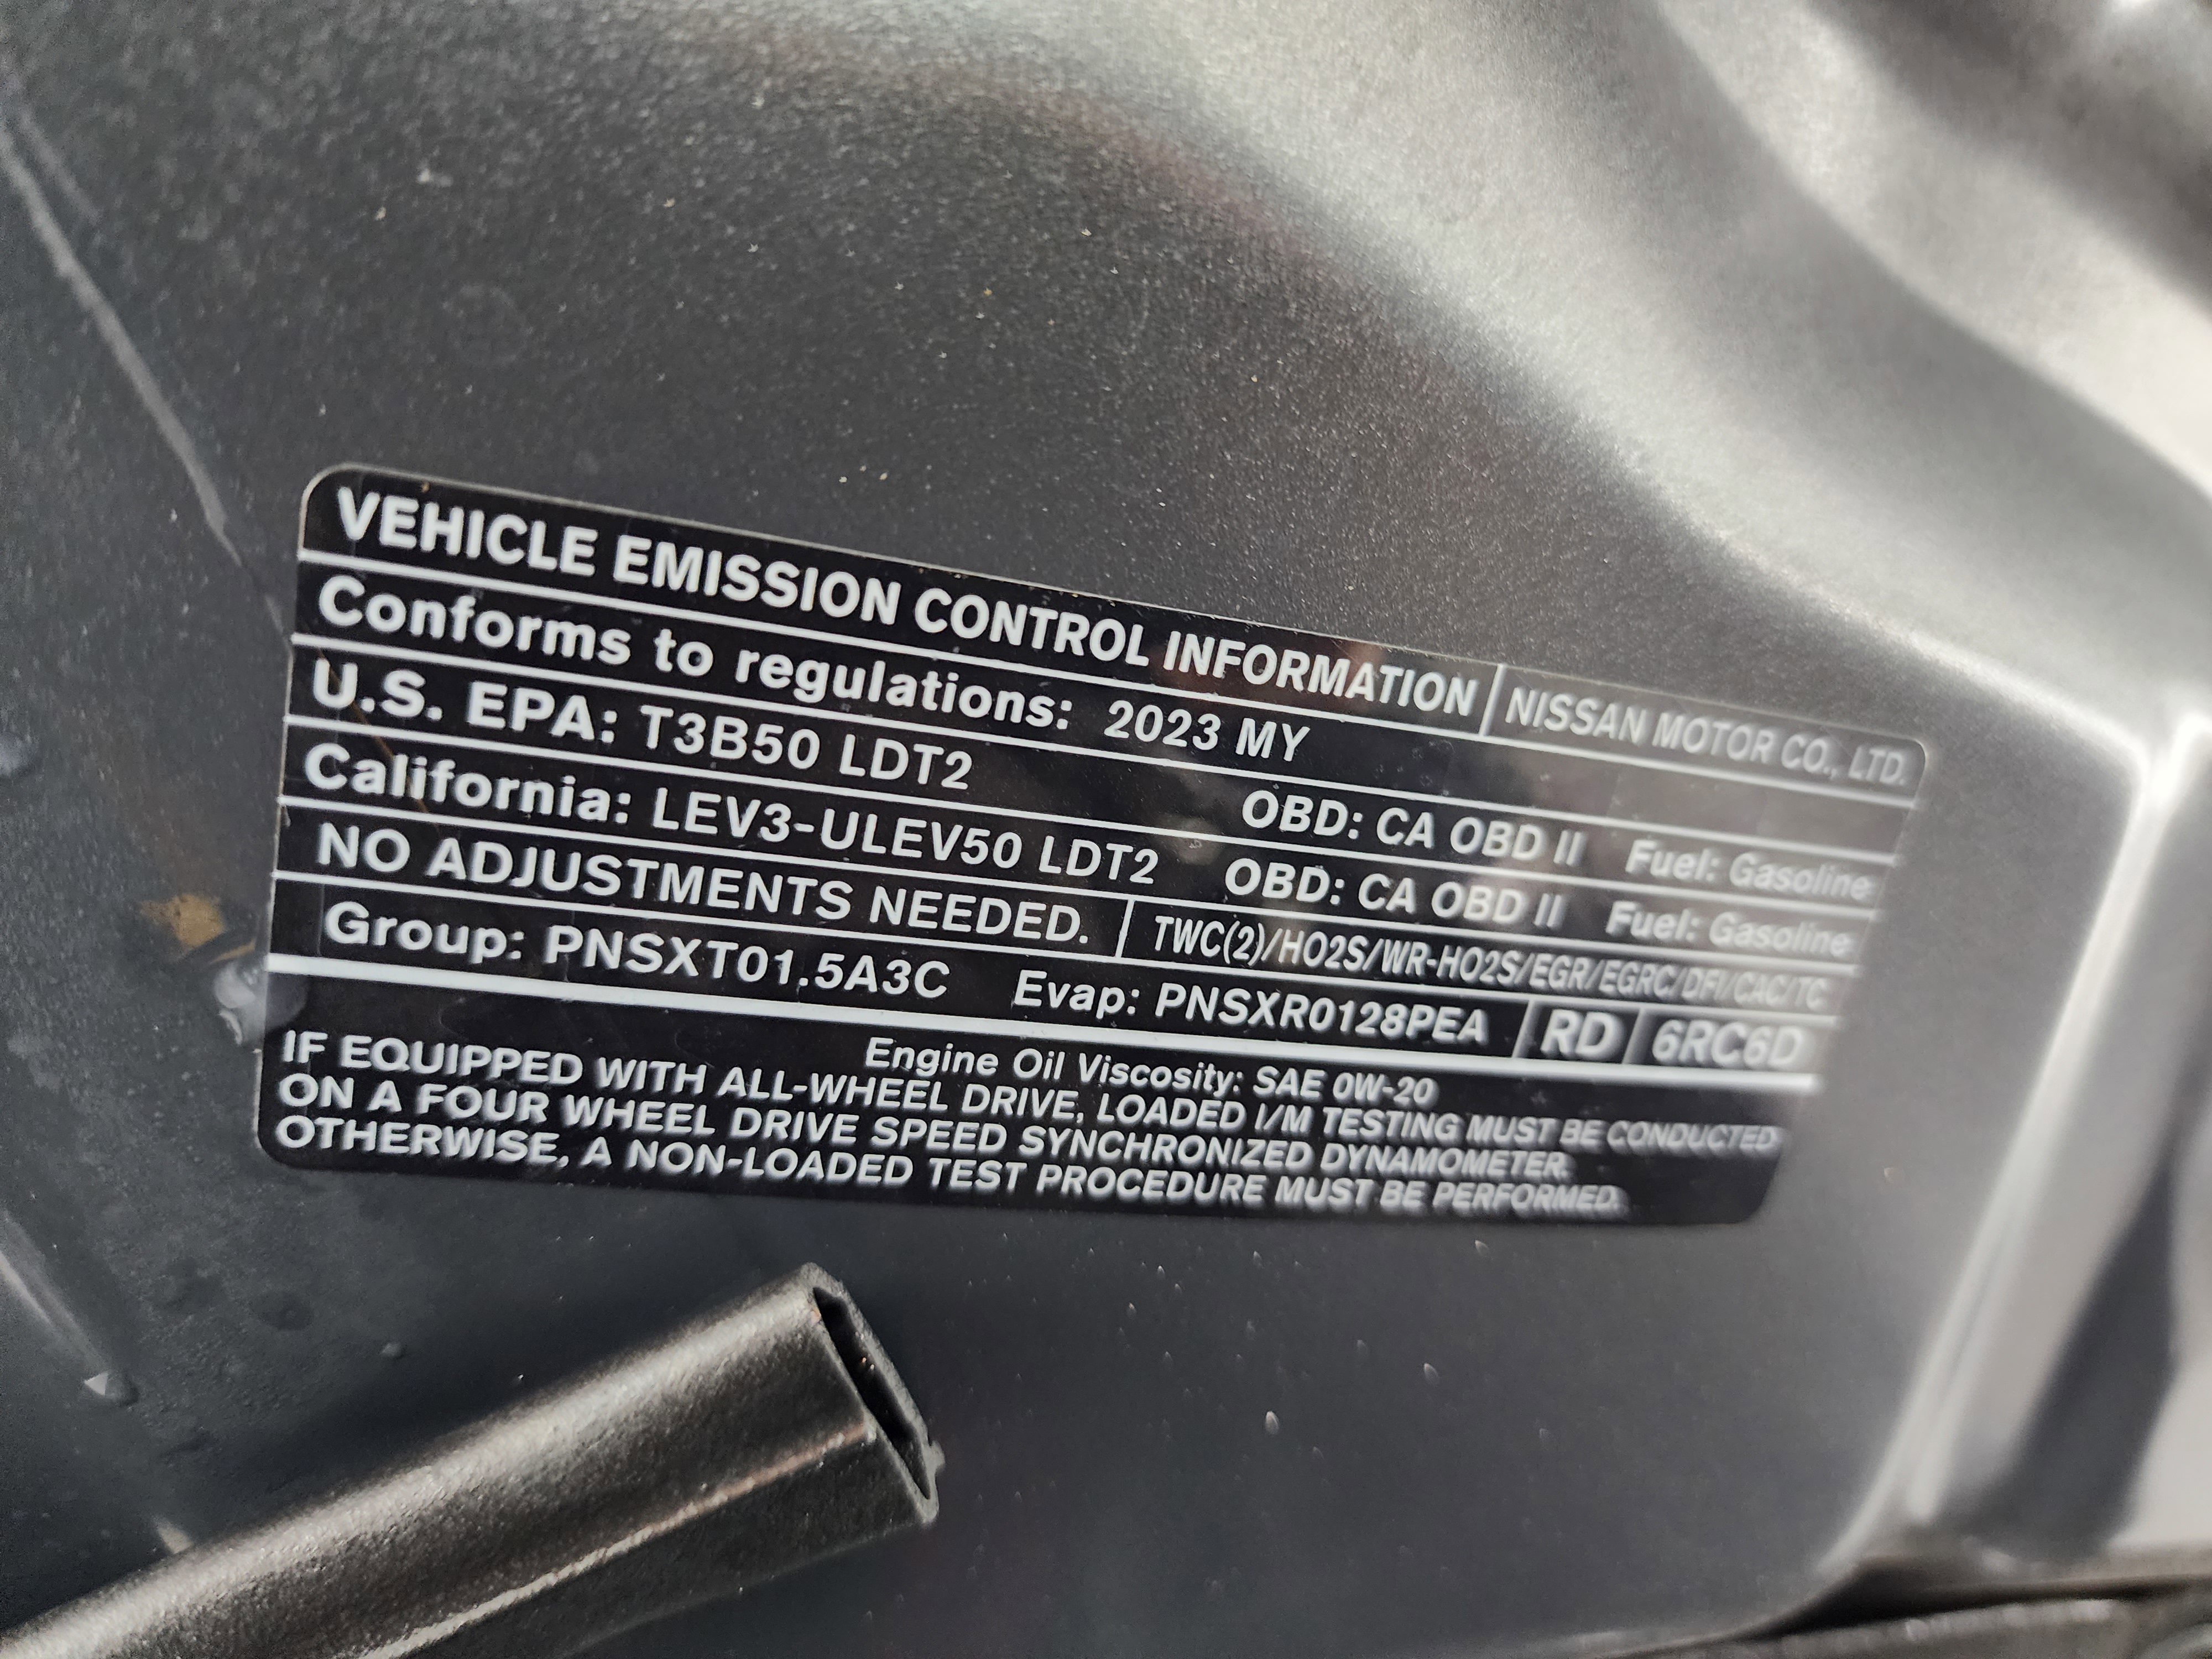 VEHICLE EMISSION CONTROL INFORMATION NISSAN MOTOR CO., LTD.
Conforms to regulations: 2023 MY
U.S. EPA: T3B50 LDT2 OBD: CA OBD II Fuel: Gasoline
California: LEV3-ULEV50 LDT2 OBD: CA OBD II Fuel: Gasoline
NO ADJUSTMENTS NEEDED. TWC(2)/HO2S/WR-HO2S/EGR/EGRC/DFI/CAC/TC
Group: PNSXT01.5A3C Evap: PNSXR0128PEA RD 6RC6D
Engine Oil Viscosity: SAE 0W-20
IF EQUIPPED WITH ALL-WHEEL DRIVE, LOADED I/M TESTING MUST BE CONDUCTED
ON A FOUR WHEEL DRIVE SPEED SYNCHRONIZED DYNAMOMETER.
OTHERWISE, A NON-LOADED TEST PROCEDURE MUST BE PERFORMED.